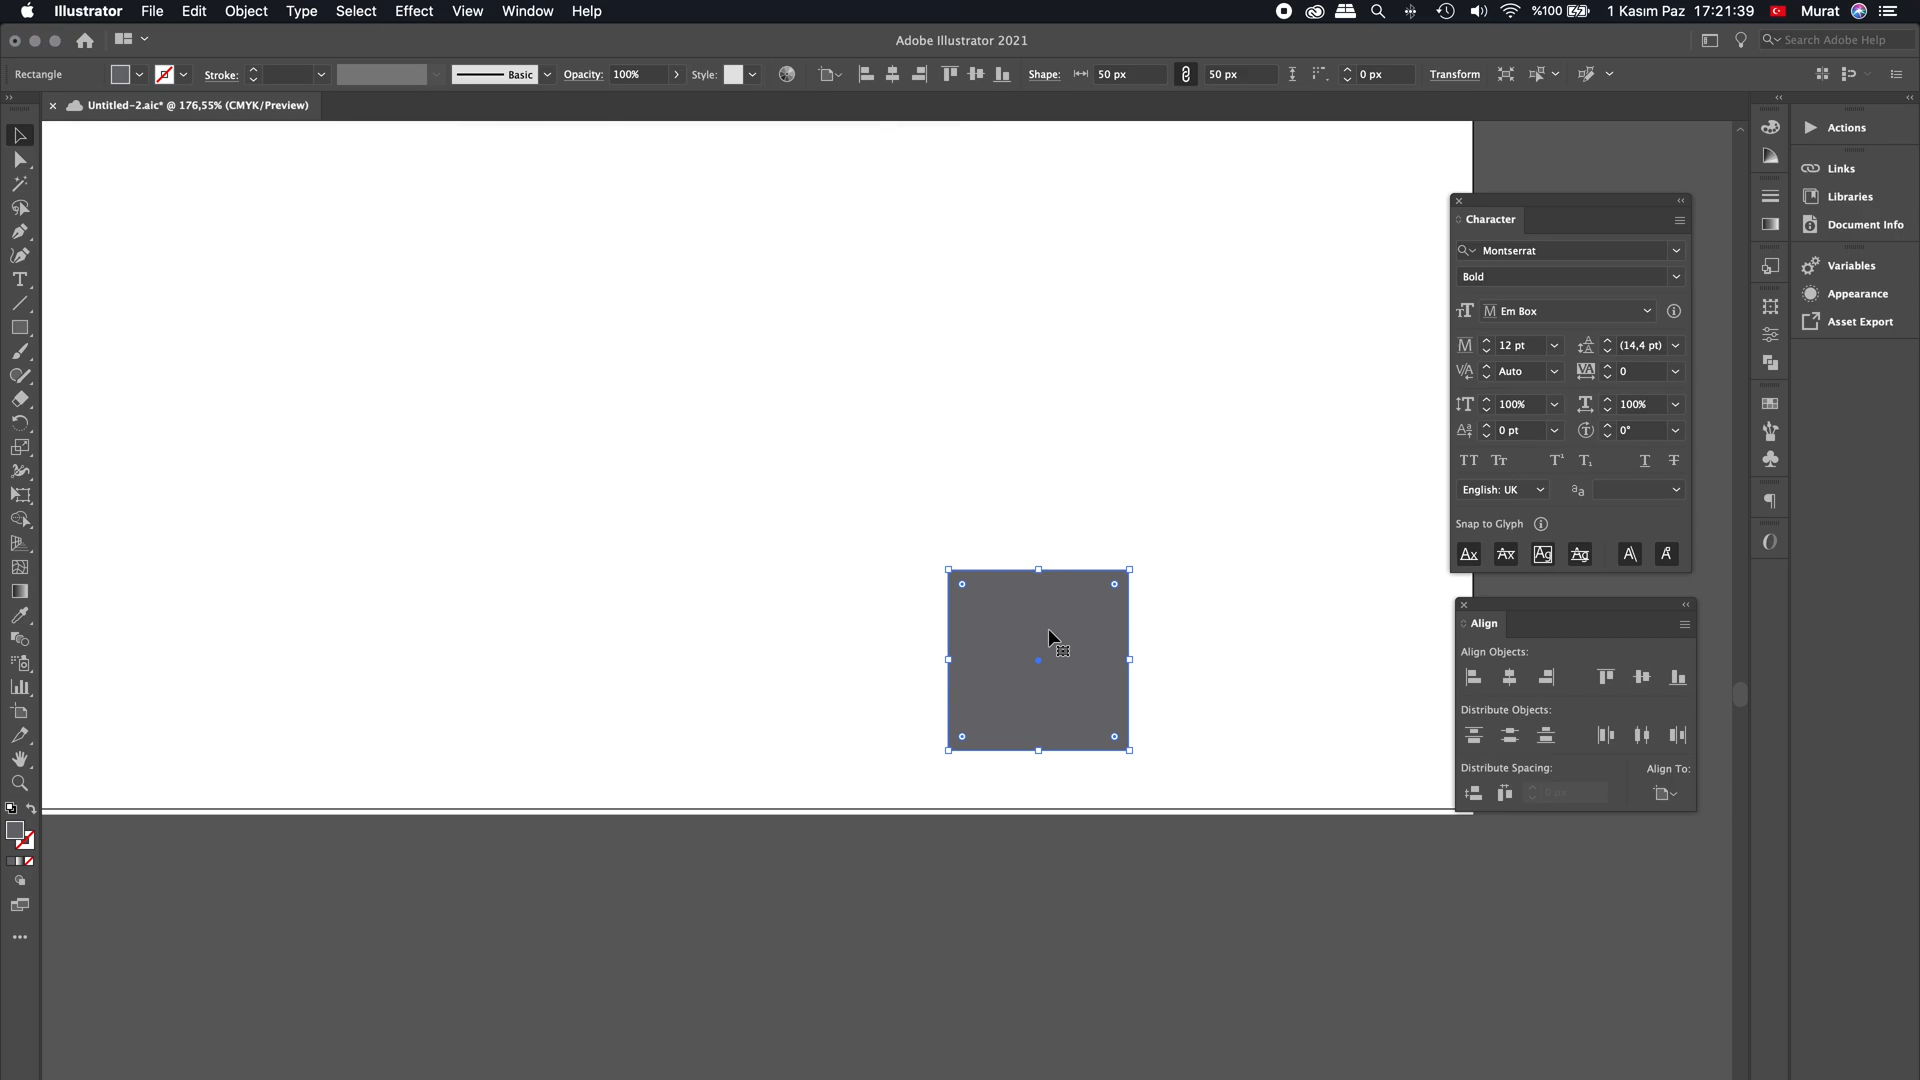 Illustrator File Edit Object Type Select Effect View Window Help %100 1 Kasım Paz 17:21:39 Murat
Adobe Illustrator 2021 Search Adobe Help
Rectangle Stroke: Basic Opacity: 100% Style: Shape: 50 px 50 px 0 px Transform
Untitled-2.aic* @ 176,55% (CMYK/Preview)
Actions
Links
Libraries
Document Info
Variables
Appearance
Asset Export
Character
Montserrat
Bold
Em Box
12 pt (14,4 pt)
Auto 0
100% 100%
0 pt 0°
English: UK
Snap to Glyph
Align
Align Objects:
Distribute Objects:
Distribute Spacing: Align To:
0 px